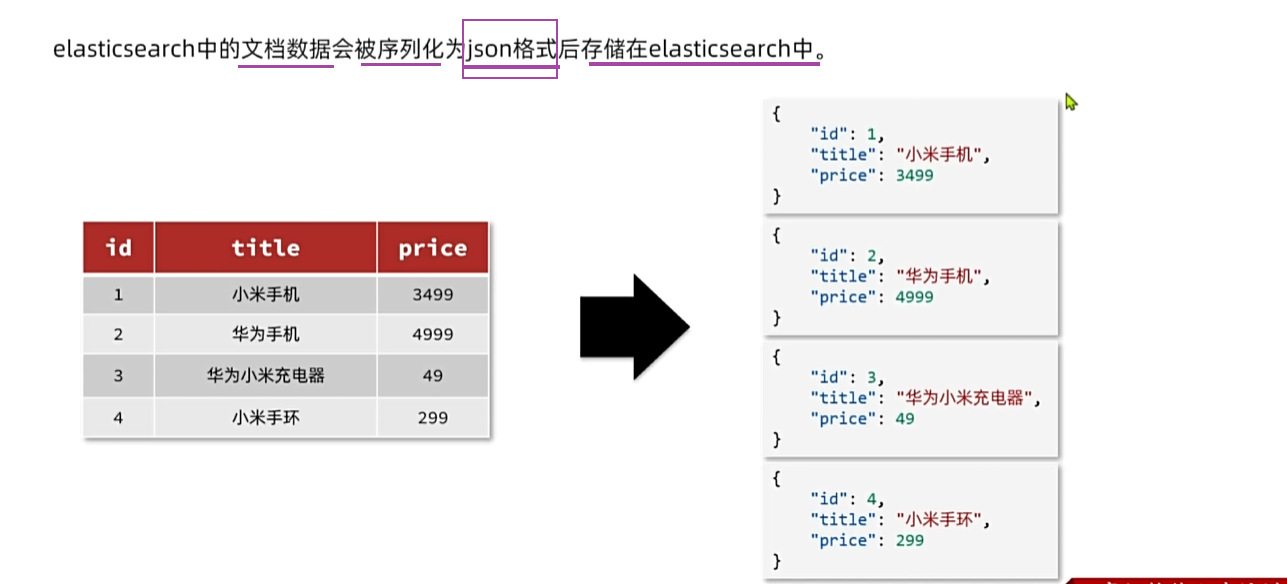 elasticsearch中的文档数据会被序列化为json格式后存储在elasticsearch中。
id title price
1 小米手机 3499
2 华为手机 4999
3 华为小米充电器 49
4 小米手环 299
{
"id": 1,
"title": "小米手机",
"price": 3499
}
{
"id": 2,
"title": "华为手机",
"price": 4999
}
{
"id": 3,
"title": "华为小米充电器",
"price": 49
}
{
"id": 4,
"title": "小米手环",
"price": 299
}